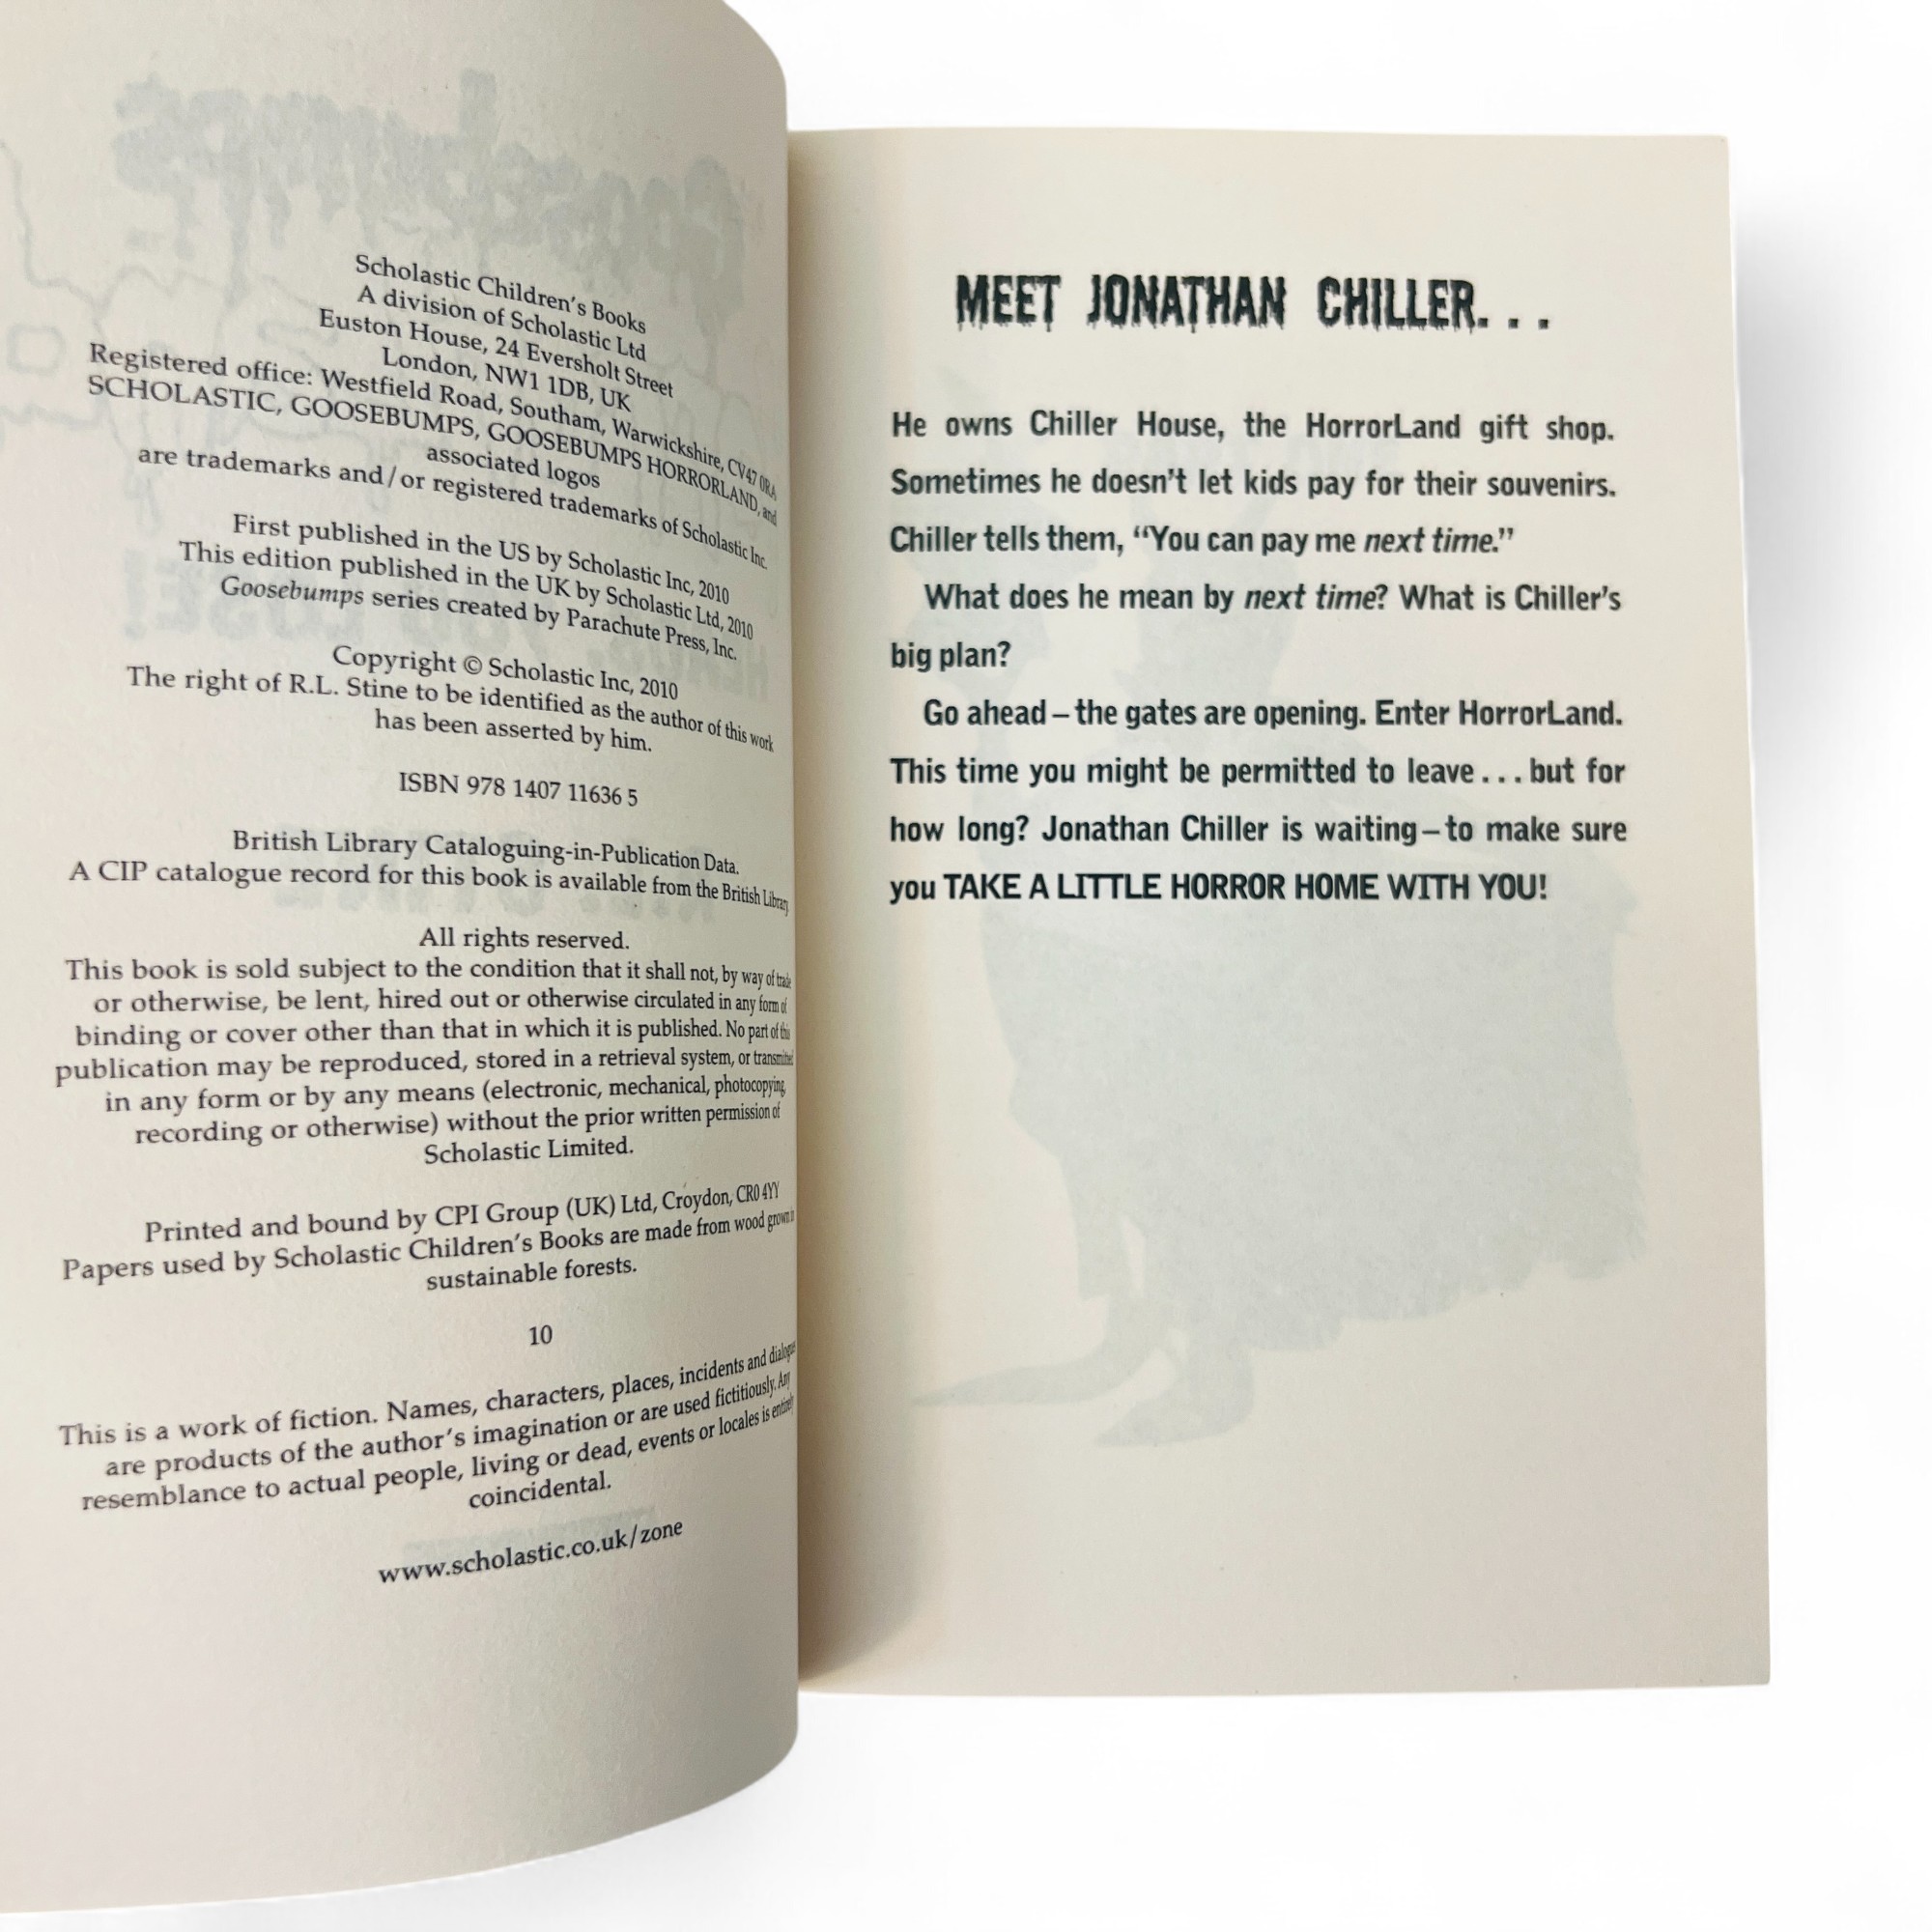 Scholastic Children's Books
A division of Scholastic Ltd
Euston House, 24 Eversholt Street
London, NW1 1DB, UK
Registered office: Westfield Road, Southam, Warwickshire, CV47 0RA
SCHOLASTIC, GOOSEBUMPS, GOOSEBUMPS HORRORLAND, and
associated logos
are trademarks and/or registered trademarks of Scholastic Inc.
First published in the US by Scholastic Inc, 2010
This edition published in the UK by Scholastic Ltd, 2010
Goosebumps series created by Parachute Press, Inc.
Copyright © Scholastic Inc, 2010
The right of R.L. Stine to be identified as the author of this work
has been asserted by him.
ISBN 978 1407 11636 5
British Library Cataloguing-in-Publication Data.
A CIP catalogue record for this book is available from the British Library
All rights reserved.
This book is sold subject to the condition that it shall not, by way of trade
or otherwise, be lent, hired out or otherwise circulated in any form of
binding or cover other than that in which it is published. No part of this
publication may be reproduced, stored in a retrieval system, or transmitted
in any form or by any means (electronic, mechanical, photocopying,
recording or otherwise) without the prior written permission of
Scholastic Limited.
Printed and bound by CPI Group (UK) Ltd, Croydon, CR0 4YY
Papers used by Scholastic Children's Books are made from wood grown in
sustainable forests.
10
This is a work of fiction. Names, characters, places, incidents and dialogue
are products of the author's imagination or are used fictitiously. Any
resemblance to actual people, living or dead, events or locales is entirely
coincidental.
www.scholastic.co.uk/zone
MEET JONATHAN CHILLER...
He owns Chiller House, the HorrorLand gift shop.
Sometimes he doesn't let kids pay for their souvenirs.
Chiller tells them, "You can pay me next time."
What does he mean by next time? What is Chiller's
big plan?
Go ahead – the gates are opening. Enter HorrorLand.
This time you might be permitted to leave... but for
how long? Jonathan Chiller is waiting – to make sure
you TAKE A LITTLE HORROR HOME WITH YOU!